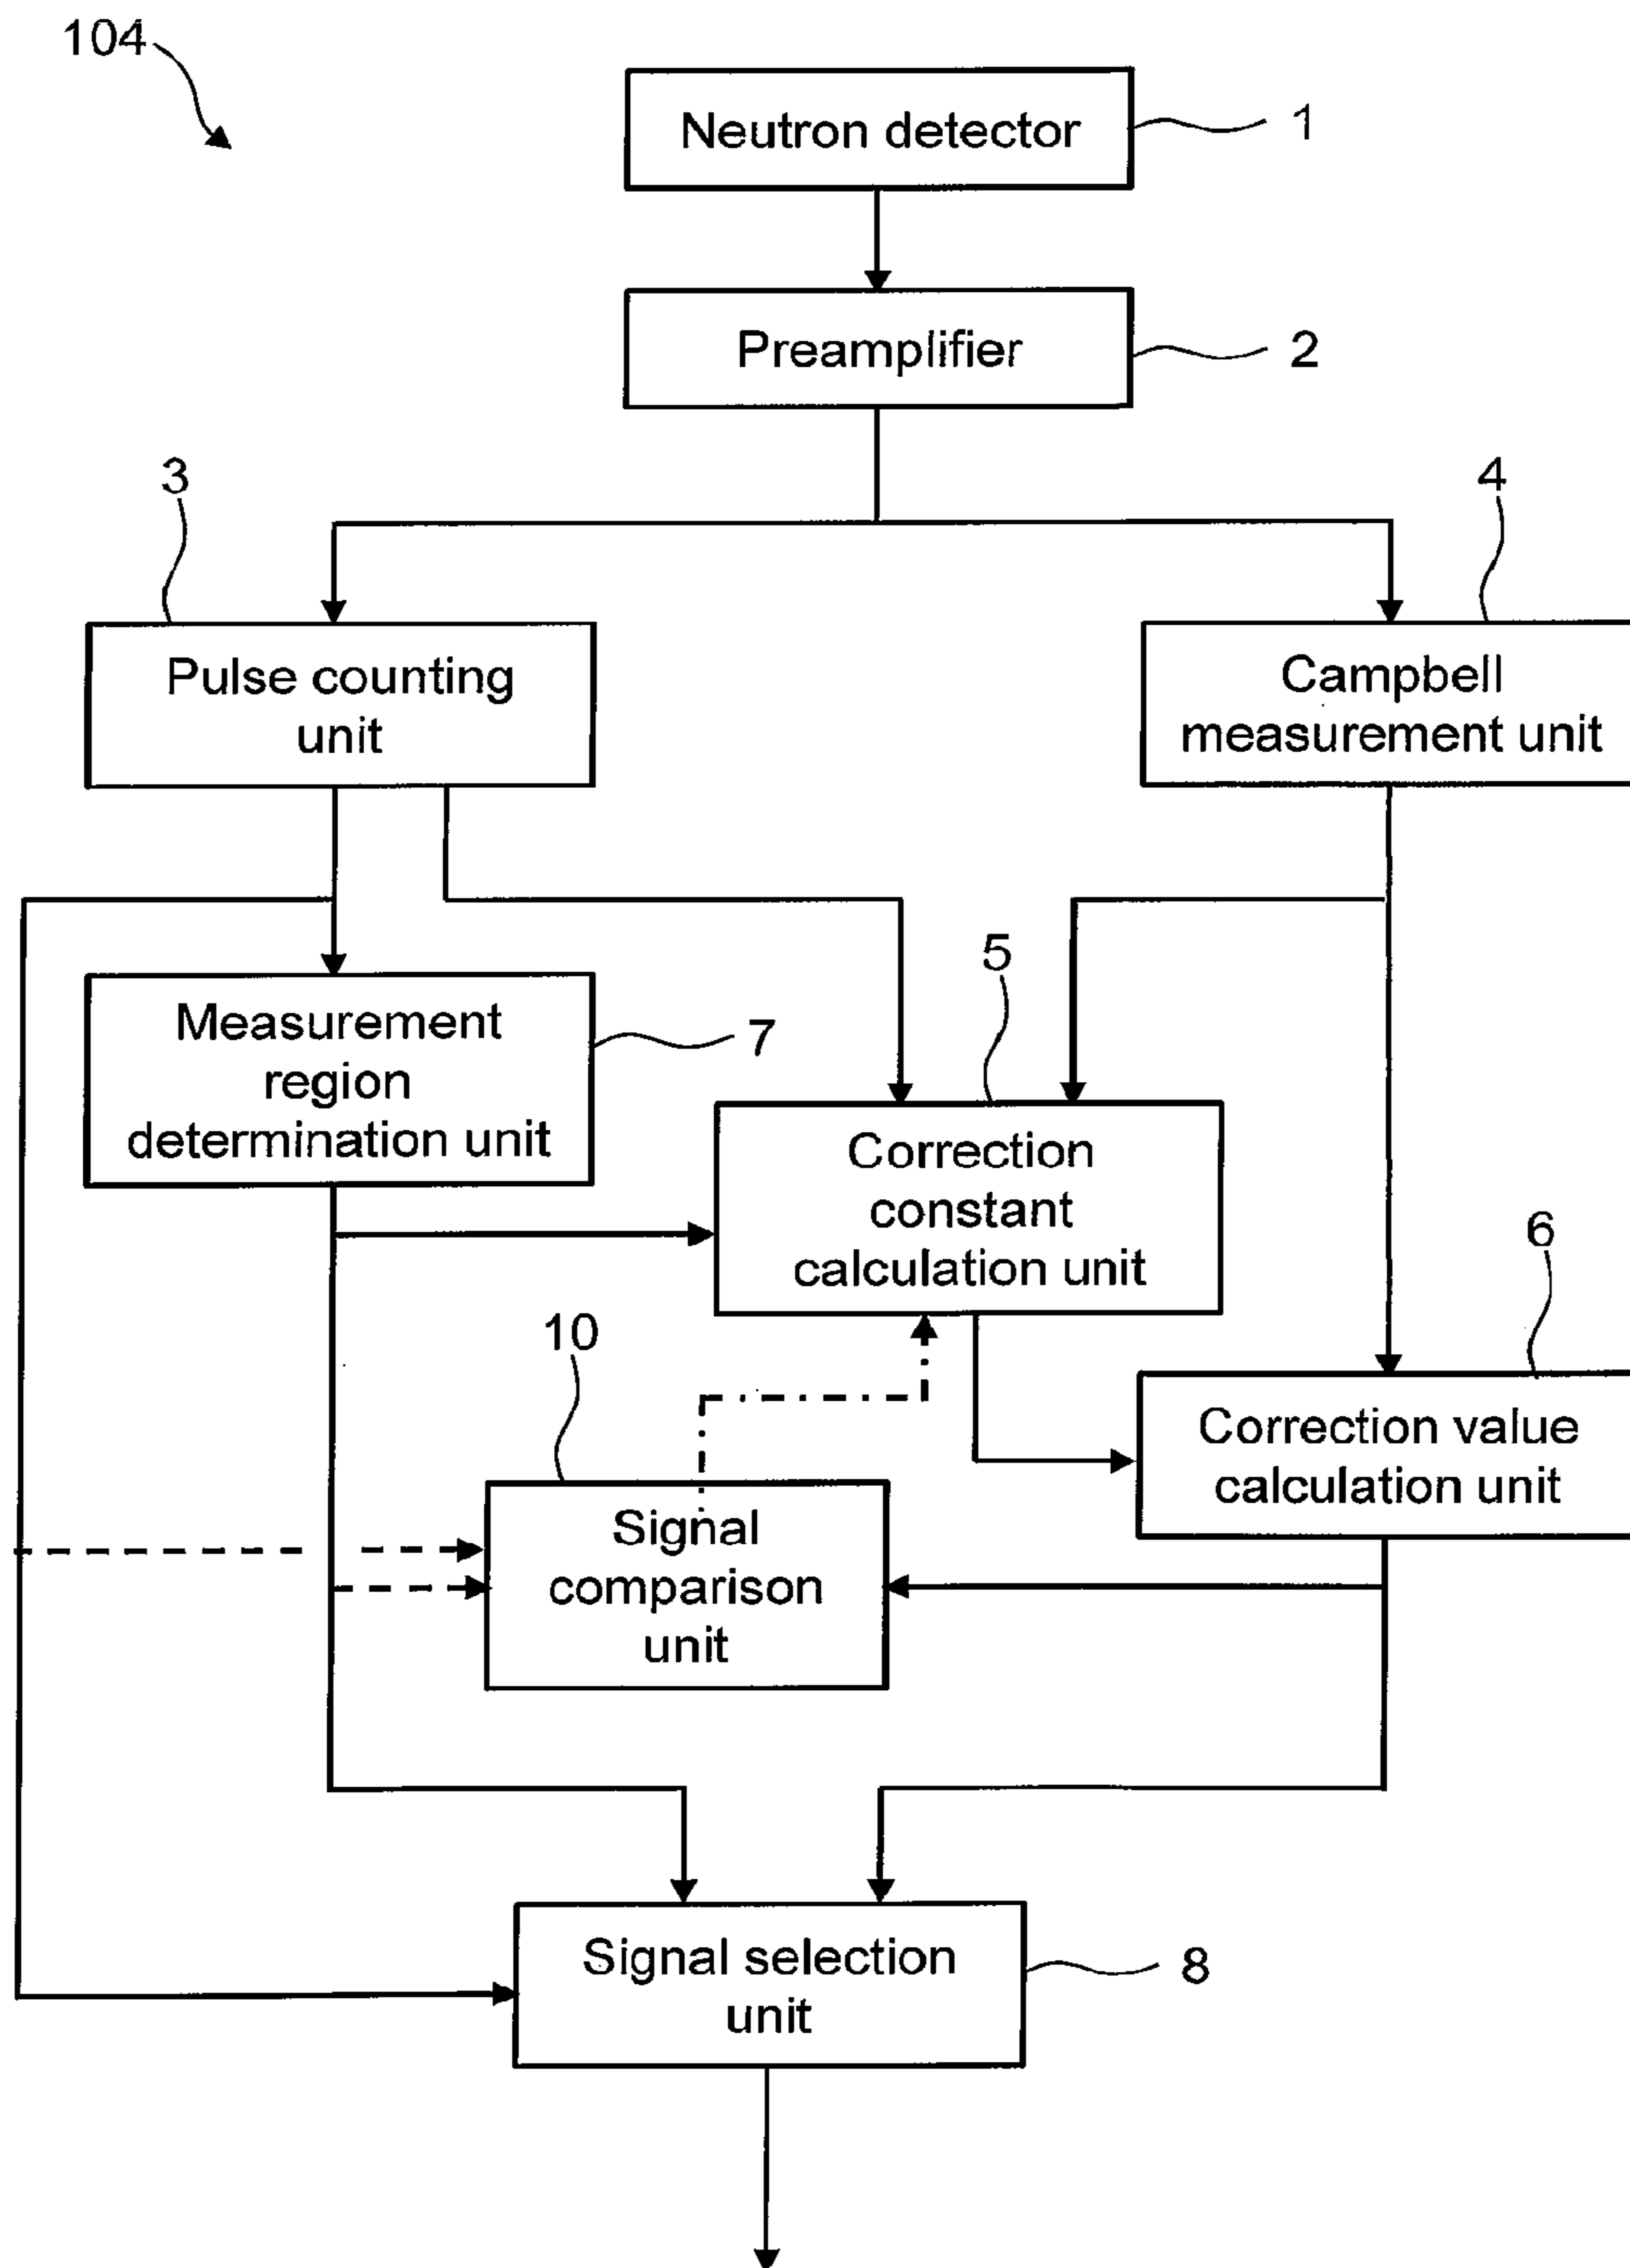 104
Neutron detector
1
Preamplifier
2
3
4
Pulse counting
unit
Campbell
measurement unit
5
Measurement
region
determination unit
7
Correction
constant
calculation unit
6
10
Correction value
calculation unit
Signal
comparison
unit
Signal selection
unit
8